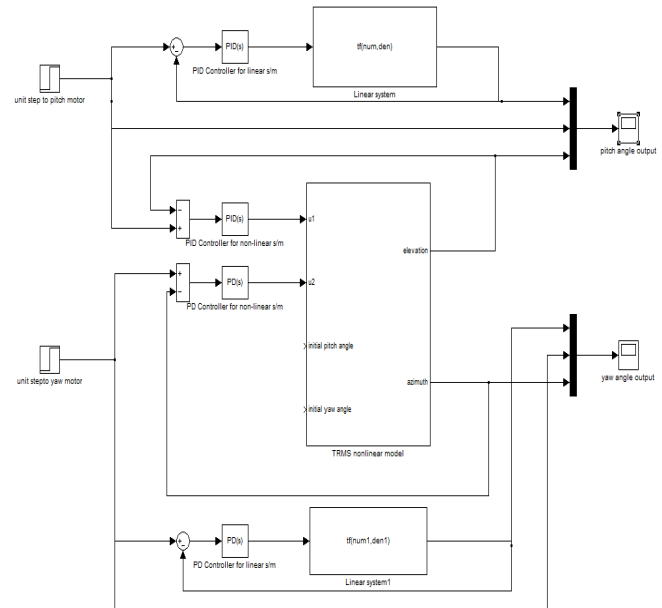 PID(s)
PID Controller for linear s/m
tf(num,den)
Linear system
unit step to pitch motor
pitch angle output
PID(s)
PID Controller for non-linear s/m
u1
elevation
PD(s)
PD Controller for non-linear s/m
u2
initial pitch angle
unit stepto yaw motor
azimuth
yaw angle output
initial yaw angle
TRMS nonlinear model
PD(s)
PD Controller for linear s/m
tf(num1,den1)
Linear system1